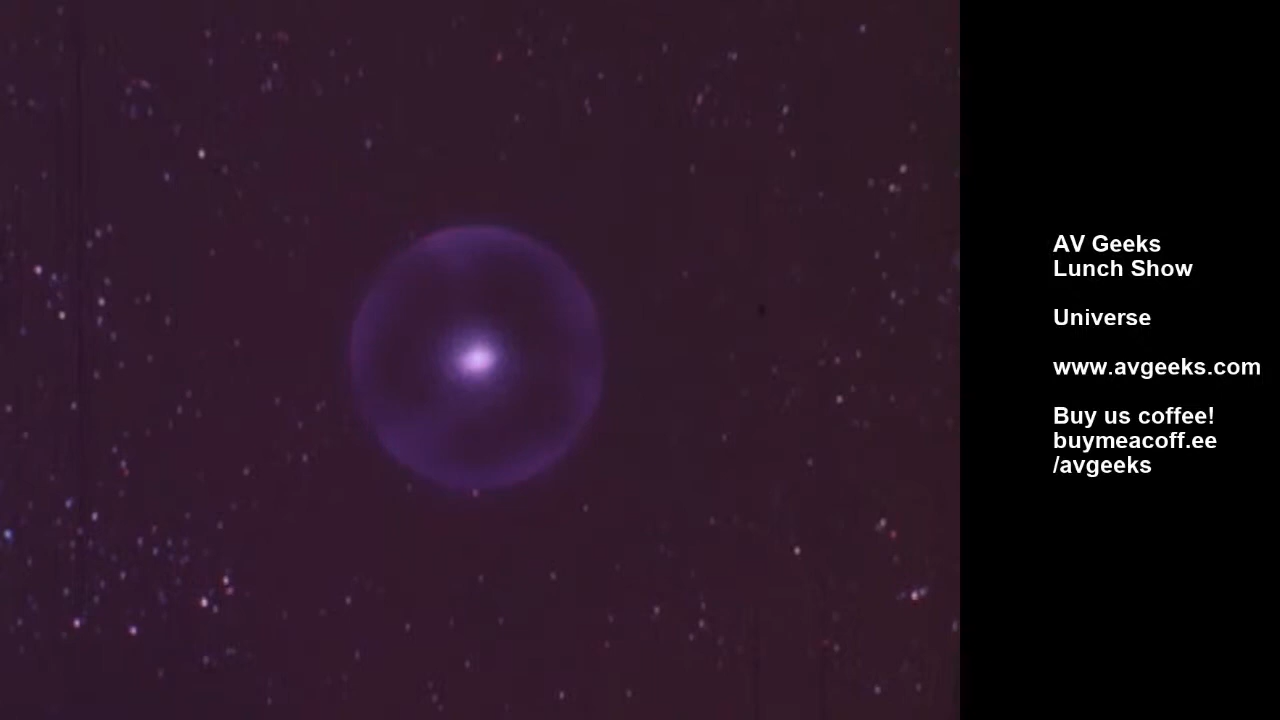 AV Geeks
Lunch Show
Universe
www.avgeeks.com
Buy us coffee!
buymeacoff.ee
/avgeeks